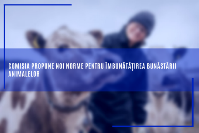 COMISIA PROPUNE NOI NORME PENTRU ÎMBUNĂTĂȚIREA BUNĂSTĂRII
ANIMALELOR